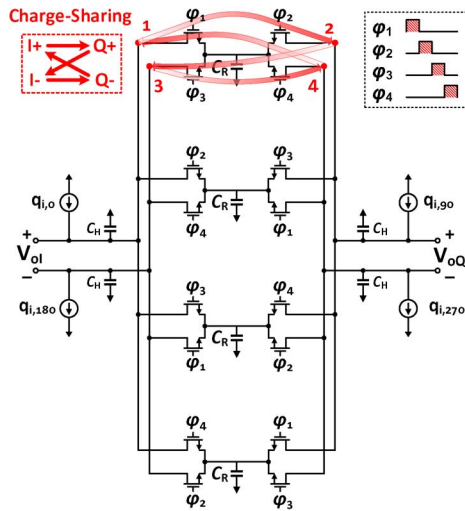 Charge-Sharing
I+ Q+
I- Q-
1 φ1 φ2 2
CR
3 φ3 φ4 4
φ1
φ2
φ3
φ4
φ2 φ3
CR
φ4 φ1
qi,0 CH CH qi,90
+ +
VoI VoQ
− −
qi,180 CH CH qi,270
φ3 φ4
CR
φ1 φ2
φ4 φ1
CR
φ2 φ3